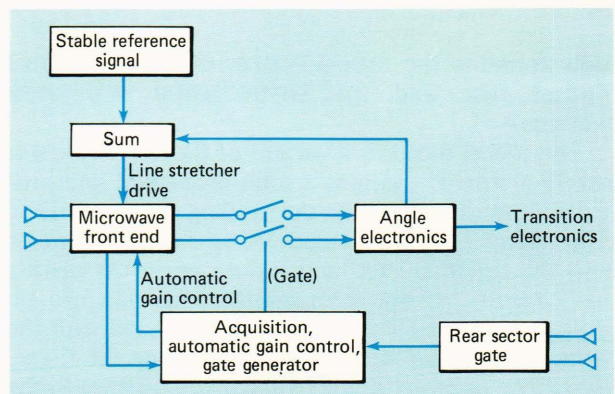 Stable reference
signal
Sum
Line stretcher
drive
Microwave
front end
Angle
electronics
Transition
electronics
Automatic
gain control
(Gate)
Acquisition,
automatic gain control,
gate generator
Rear sector
gate